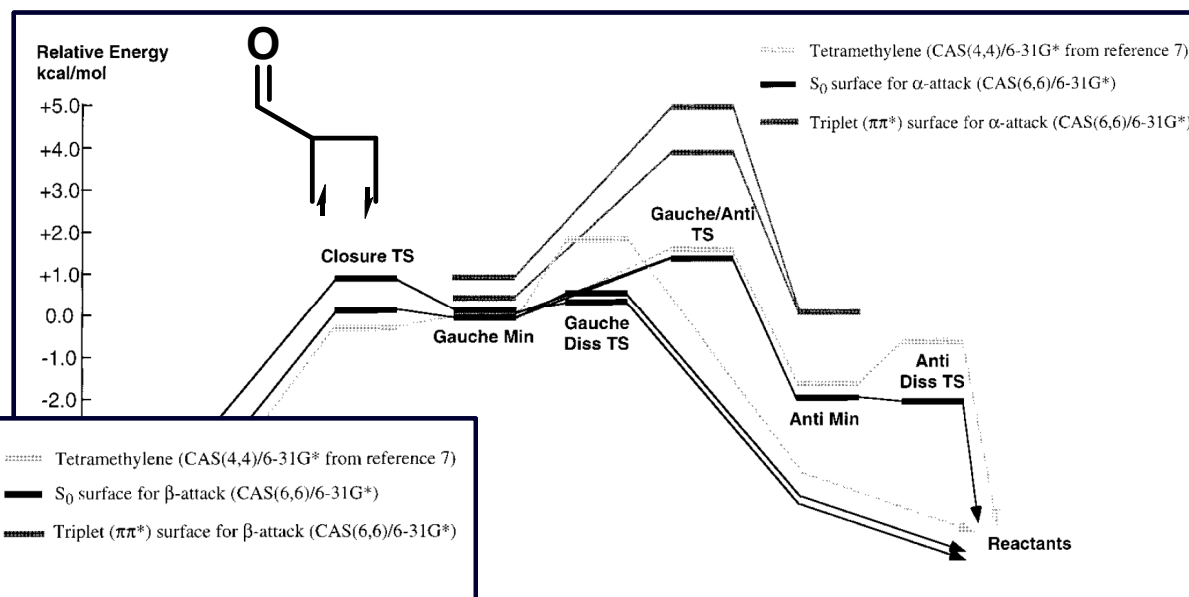 O
Relative Energy
kcal/mol
+5.0
+4.0
+3.0
+2.0
+1.0
0.0
-1.0
-2.0
Tetramethylene (CAS(4,4)/6-31G* from reference 7)
S0 surface for α-attack (CAS(6,6)/6-31G*)
Triplet (ππ*) surface for α-attack (CAS(6,6)/6-31G*)
Closure TS
Gauche Min
Gauche
Diss TS
Gauche/Anti
TS
Anti Min
Anti
Diss TS
Reactants
Tetramethylene (CAS(4,4)/6-31G* from reference 7)
S0 surface for β-attack (CAS(6,6)/6-31G*)
Triplet (ππ*) surface for β-attack (CAS(6,6)/6-31G*)